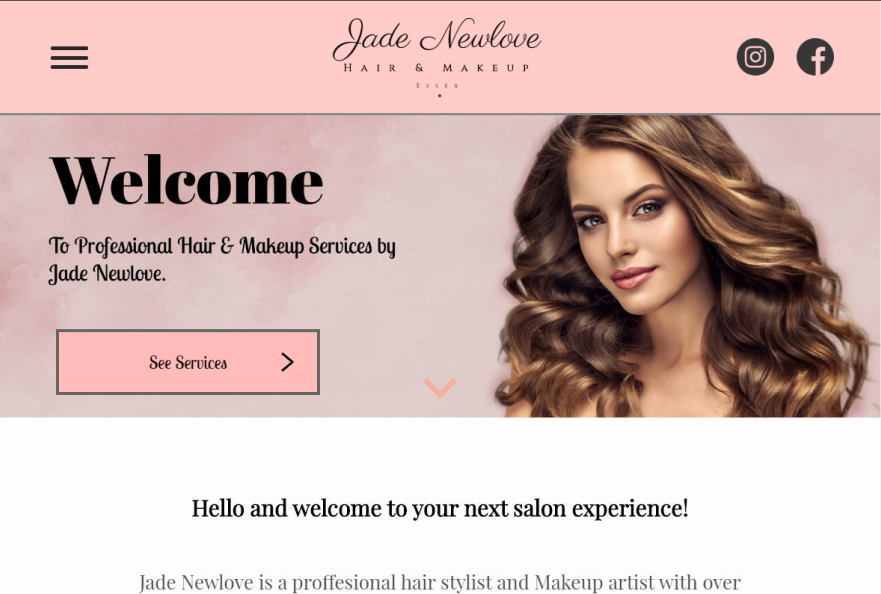 Jade Newlove
Hair & Makeup
Essex
Welcome
To Professional Hair & Makeup Services by
Jade Newlove.
See Services
Hello and welcome to your next salon experience!
Jade Newlove is a proffesional hair stylist and Makeup artist with over